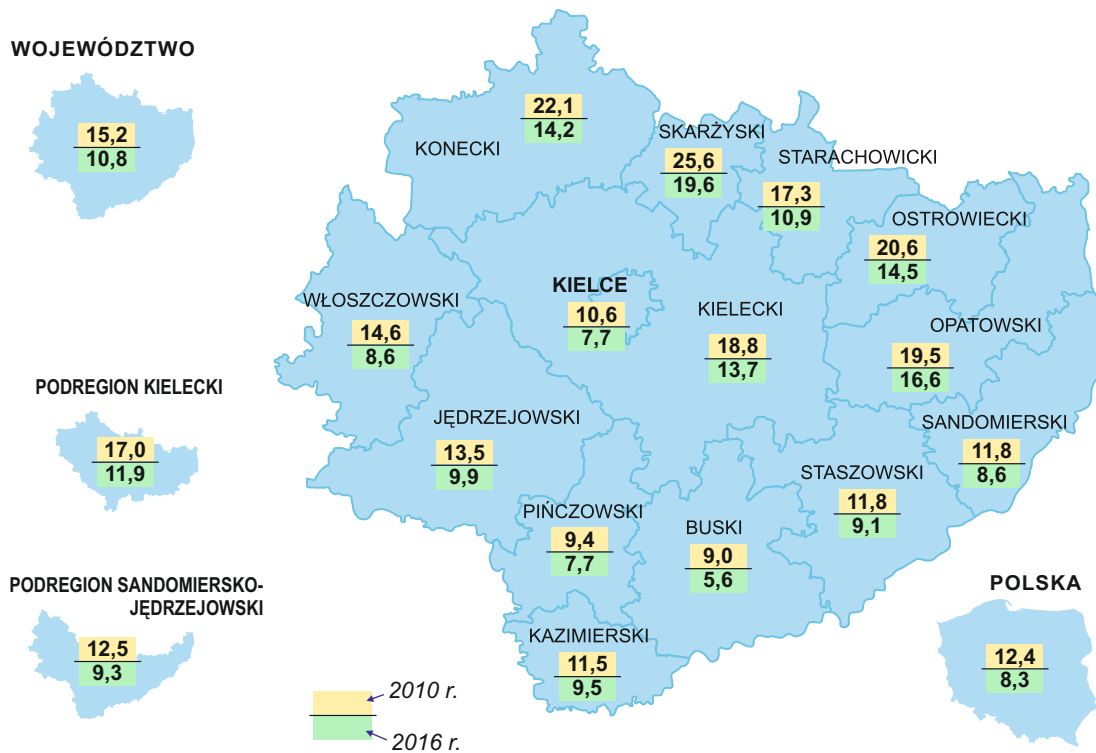 WOJEWÓDZTWO
15,2
10,8
PODREGION KIELECKI
17,0
11,9
PODREGION SANDOMIERSKO-
JĘDRZEJOWSKI
12,5
9,3
KONECKI
22,1
14,2
SKARŻYSKI
25,6
19,6
STARACHOWICKI
17,3
10,9
OSTROWIECKI
20,6
14,5
WŁOSZCZOWSKI
14,6
8,6
KIELCE
10,6
7,7
KIELECKI
18,8
13,7
OPATOWSKI
19,5
16,6
JĘDRZEJOWSKI
13,5
9,9
SANDOMIERSKI
11,8
8,6
STASZOWSKI
11,8
9,1
PIŃCZOWSKI
9,4
7,7
BUSKI
9,0
5,6
KAZIMIERSKI
11,5
9,5
POLSKA
12,4
8,3
2010 r.
2016 r.